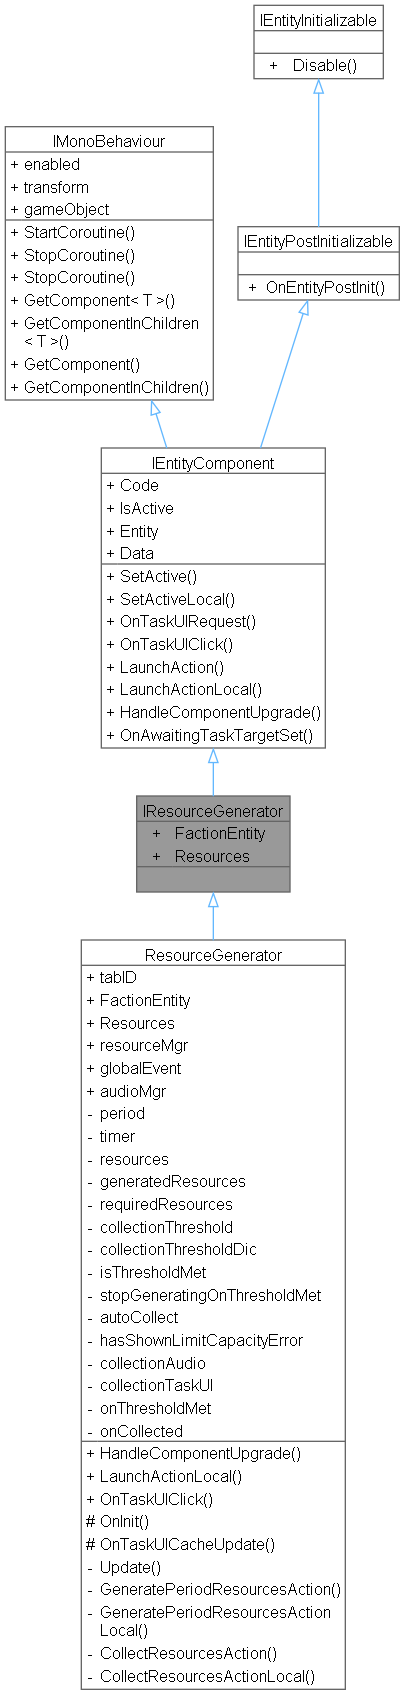 IEntityInitializable
+ Disable()
IMonoBehaviour
+ enabled
+ transform
+ gameObject
+ StartCoroutine()
+ StopCoroutine()
+ StopCoroutine()
+ GetComponent< T >()
+ GetComponentInChildren
< T >()
+ GetComponent()
+ GetComponentInChildren()
IEntityPostInitializable
+ OnEntityPostInit()
IEntityComponent
+ Code
+ IsActive
+ Entity
+ Data
+ SetActive()
+ SetActiveLocal()
+ OnTaskUIRequest()
+ OnTaskUIClick()
+ LaunchAction()
+ LaunchActionLocal()
+ HandleComponentUpgrade()
+ OnAwaitingTaskTargetSet()
IResourceGenerator
+ FactionEntity
+ Resources
ResourceGenerator
+ tabID
+ FactionEntity
+ Resources
+ resourceMgr
+ globalEvent
+ audioMgr
- period
- timer
- resources
- generatedResources
- requiredResources
- collectionThreshold
- collectionThresholdDic
- isThresholdMet
- stopGeneratingOnThresholdMet
- autoCollect
- hasShownLimitCapacityError
- collectionAudio
- collectionTaskUI
- onThresholdMet
- onCollected
+ HandleComponentUpgrade()
+ LaunchActionLocal()
+ OnTaskUIClick()
# OnInit()
# OnTaskUICacheUpdate()
- Update()
- GeneratePeriodResourcesAction()
- GeneratePeriodResourcesAction
Local()
- CollectResourcesAction()
- CollectResourcesActionLocal()